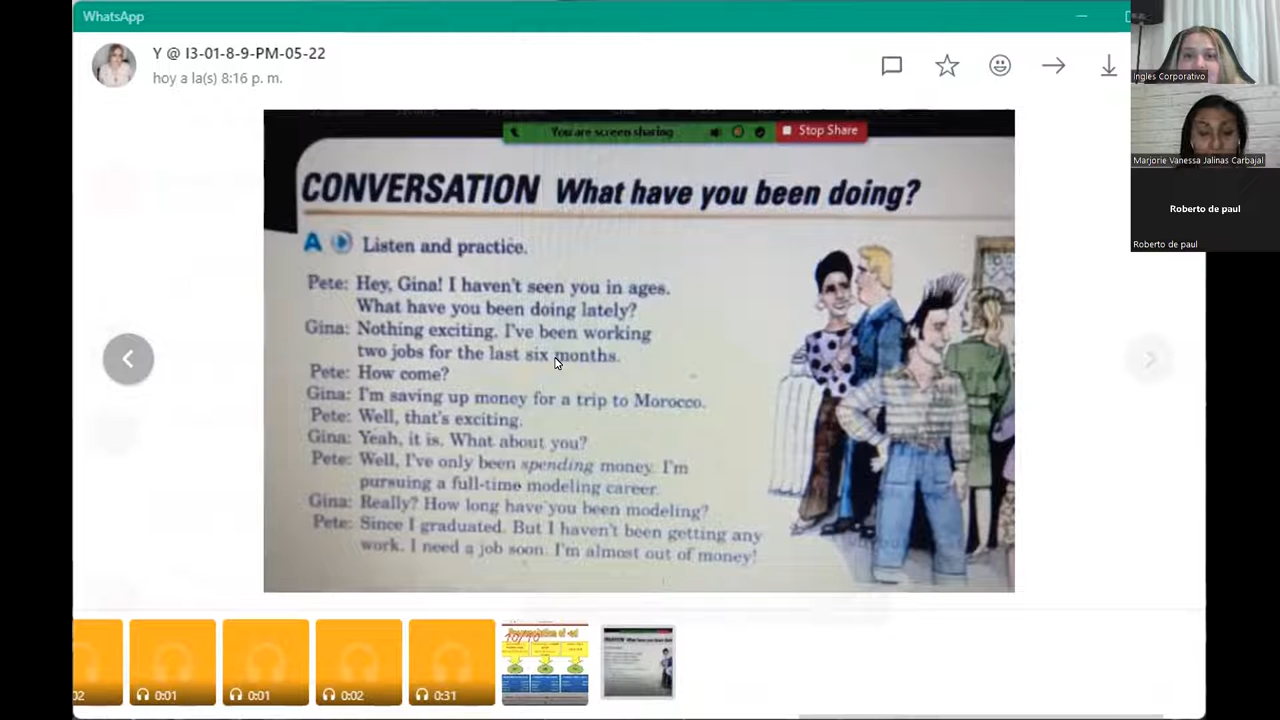 WhatsApp
Y @ I3-01-8-9-PM-05-22
hoy a la(s) 8:16 p. m.
You are screen sharing
Stop Share
CONVERSATION What have you been doing?
A Listen and practice.
Pete: Hey, Gina! I haven't seen you in ages.
What have you been doing lately?
Gina: Nothing exciting. I've been working
two jobs for the last six months.
Pete: How come?
Gina: I'm saving up money for a trip to Morocco.
Pete: Well, that's exciting.
Gina: Yeah, it is. What about you?
Pete: Well, I've only been spending money. I'm
pursuing a full-time modeling career.
Gina: Really? How long have you been modeling?
Pete: Since I graduated. But I haven't been getting any
work. I need a job soon. I'm almost out of money!
Ingles Corporativo
Marjorie Vanessa Jalinas Carbajal
Roberto de paul
Roberto de paul
02
0:01
0:01
0:02
0:31
10/10